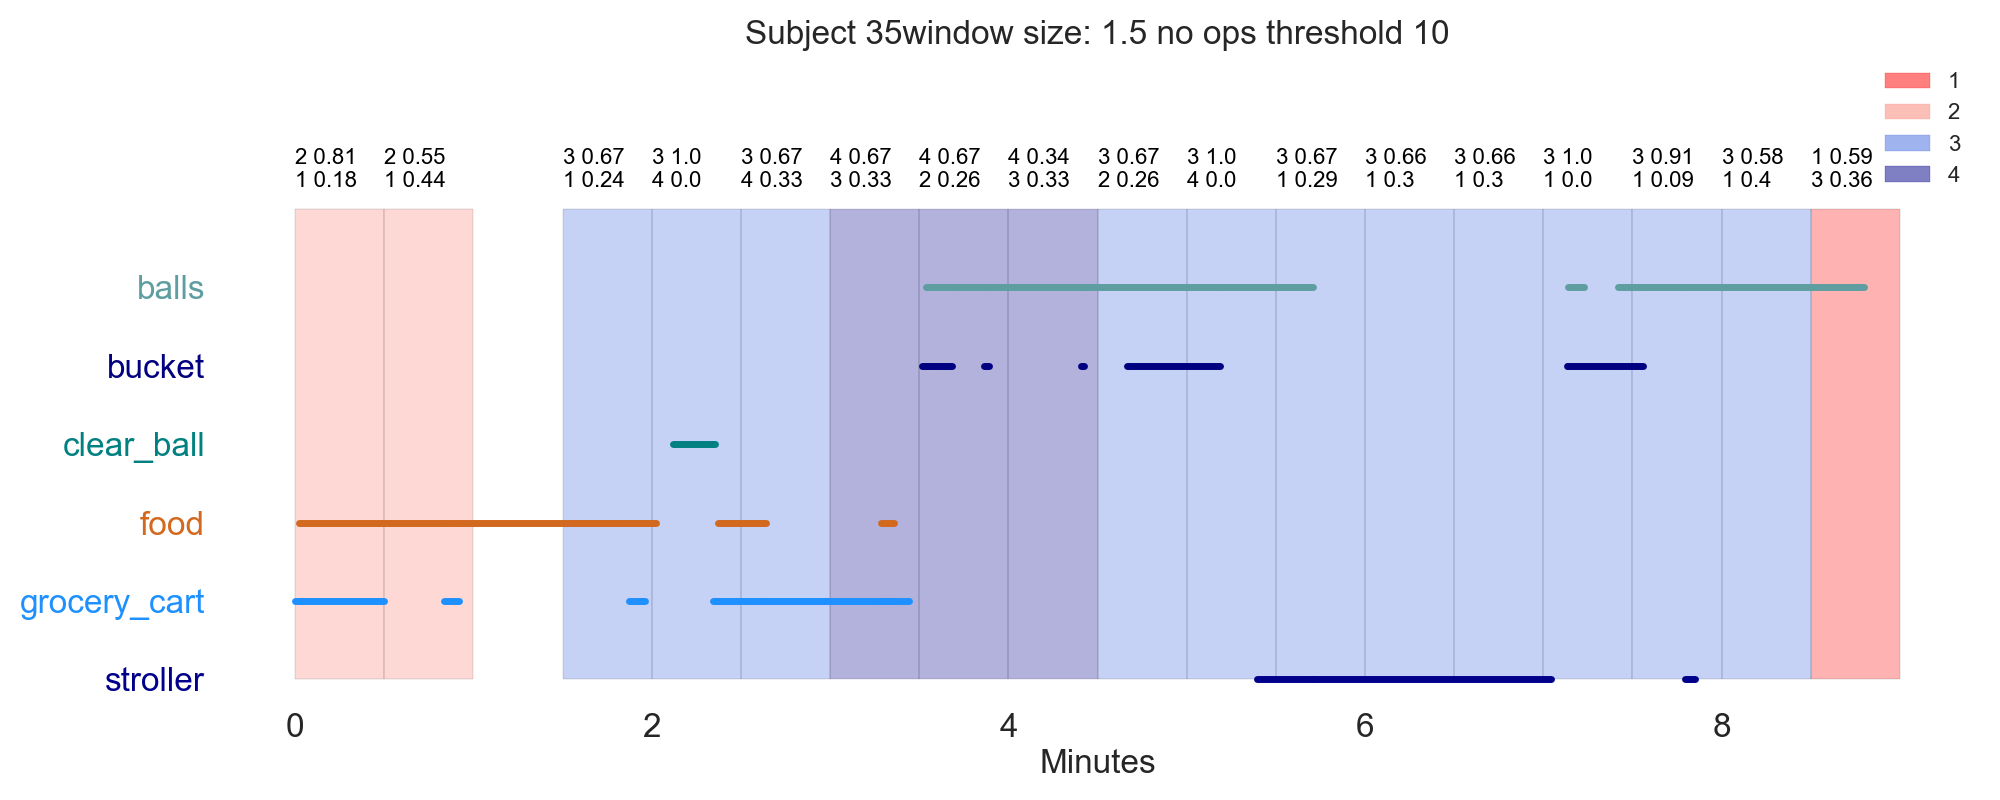 Subject 35window size: 1.5 no ops threshold 10
1
2
3
4
2 0.81 2 0.55 3 0.67 3 1.0 3 0.67 4 0.67 4 0.67 4 0.34 3 0.67 3 1.0 3 0.67 3 0.66 3 0.66 3 1.0 3 0.91 3 0.58 1 0.59
1 0.18 1 0.44 1 0.24 4 0.0 4 0.33 3 0.33 2 0.26 3 0.33 2 0.26 4 0.0 1 0.29 1 0.3 1 0.3 1 0.0 1 0.09 1 0.4 3 0.36
balls
bucket
clear_ball
food
grocery_cart
stroller
0 2 4 6 8
Minutes